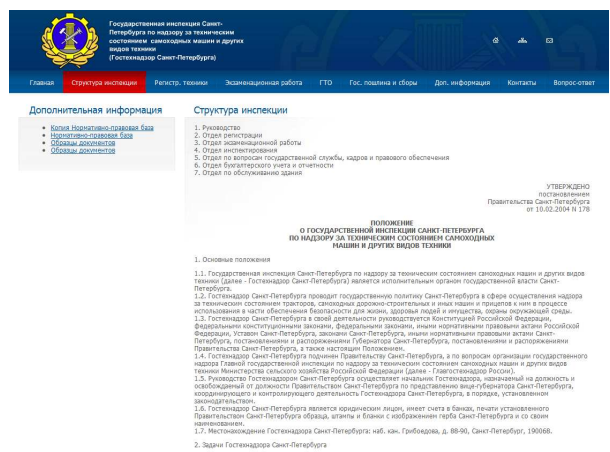 Государственная инспекция Санкт-
Петербурга по надзору за техническим
состоянием самоходных машин и других
видов техники
(Гостехнадзор Санкт-Петербурга)
Главная Структура инспекции Регистр. техники Экзаменационная работа ГТО Гос. пошлина и сборы Доп. информация Контакты Вопрос-ответ
Дополнительная информация
Копия Нормативно-правовая база
Нормативно-правовая база
Образцы документов
Образцы документов
Структура инспекции
1. Руководство
2. Отдел регистрации
3. Отдел экзаменационной работы
4. Отдел инспектирования
5. Отдел по вопросам государственной службы, кадров и правового обеспечения
6. Отдел бухгалтерского учета и отчетности
7. Отдел по обслуживанию здания
УТВЕРЖДЕНО
постановлением
Правительства Санкт-Петербурга
от 10.02.2004 N 178
ПОЛОЖЕНИЕ
О ГОСУДАРСТВЕННОЙ ИНСПЕКЦИИ САНКТ-ПЕТЕРБУРГА
ПО НАДЗОРУ ЗА ТЕХНИЧЕСКИМ СОСТОЯНИЕМ САМОХОДНЫХ
МАШИН И ДРУГИХ ВИДОВ ТЕХНИКИ
1. Основные положения
1.1. Государственная инспекция Санкт-Петербурга по надзору за техническим состоянием самоходных машин и других видов
техники (далее - Гостехнадзор Санкт-Петербурга) является исполнительным органом государственной власти Санкт-
Петербурга.
1.2. Гостехнадзор Санкт-Петербурга проводит государственную политику Санкт-Петербурга в сфере осуществления надзора
за техническим состоянием тракторов, самоходных дорожно-строительных и иных машин и прицепов к ним в процессе
использования в части обеспечения безопасности для жизни, здоровья людей и имущества, охраны окружающей среды.
1.3. Гостехнадзор Санкт-Петербурга в своей деятельности руководствуется Конституцией Российской Федерации,
федеральными конституционными законами, федеральными законами, иными нормативными правовыми актами Российской
Федерации, Уставом Санкт-Петербурга, законами Санкт-Петербурга, иными нормативными правовыми актами Санкт-
Петербурга, постановлениями и распоряжениями Губернатора Санкт-Петербурга, постановлениями и распоряжениями
Правительства Санкт-Петербурга, а также настоящим Положением.
1.4. Гостехнадзор Санкт-Петербурга подчинен Правительству Санкт-Петербурга, а по вопросам организации государственного
надзора Главной государственной инспекции по надзору за техническим состоянием самоходных машин и других видов
техники Министерства сельского хозяйства Российской Федерации (далее - Главгостехнадзор России).
1.5. Руководство Гостехнадзором Санкт-Петербурга осуществляет начальник Гостехнадзора, назначаемый на должность и
освобождаемый от должности Правительством Санкт-Петербурга по представлению вице-губернатора Санкт-Петербурга,
координирующего и контролирующего деятельность Гостехнадзора Санкт-Петербурга, в порядке, установленном
законодательством.
1.6. Гостехнадзор Санкт-Петербурга является юридическим лицом, имеет счета в банках, печати установленного
Правительством Санкт-Петербурга образца, штампы и бланки с изображением герба Санкт-Петербурга и со своим
наименованием.
1.7. Местонахождение Гостехнадзора Санкт-Петербурга: наб. кан. Грибоедова, д. 88-90, Санкт-Петербург, 190068.
2. Задачи Гостехнадзора Санкт-Петербурга